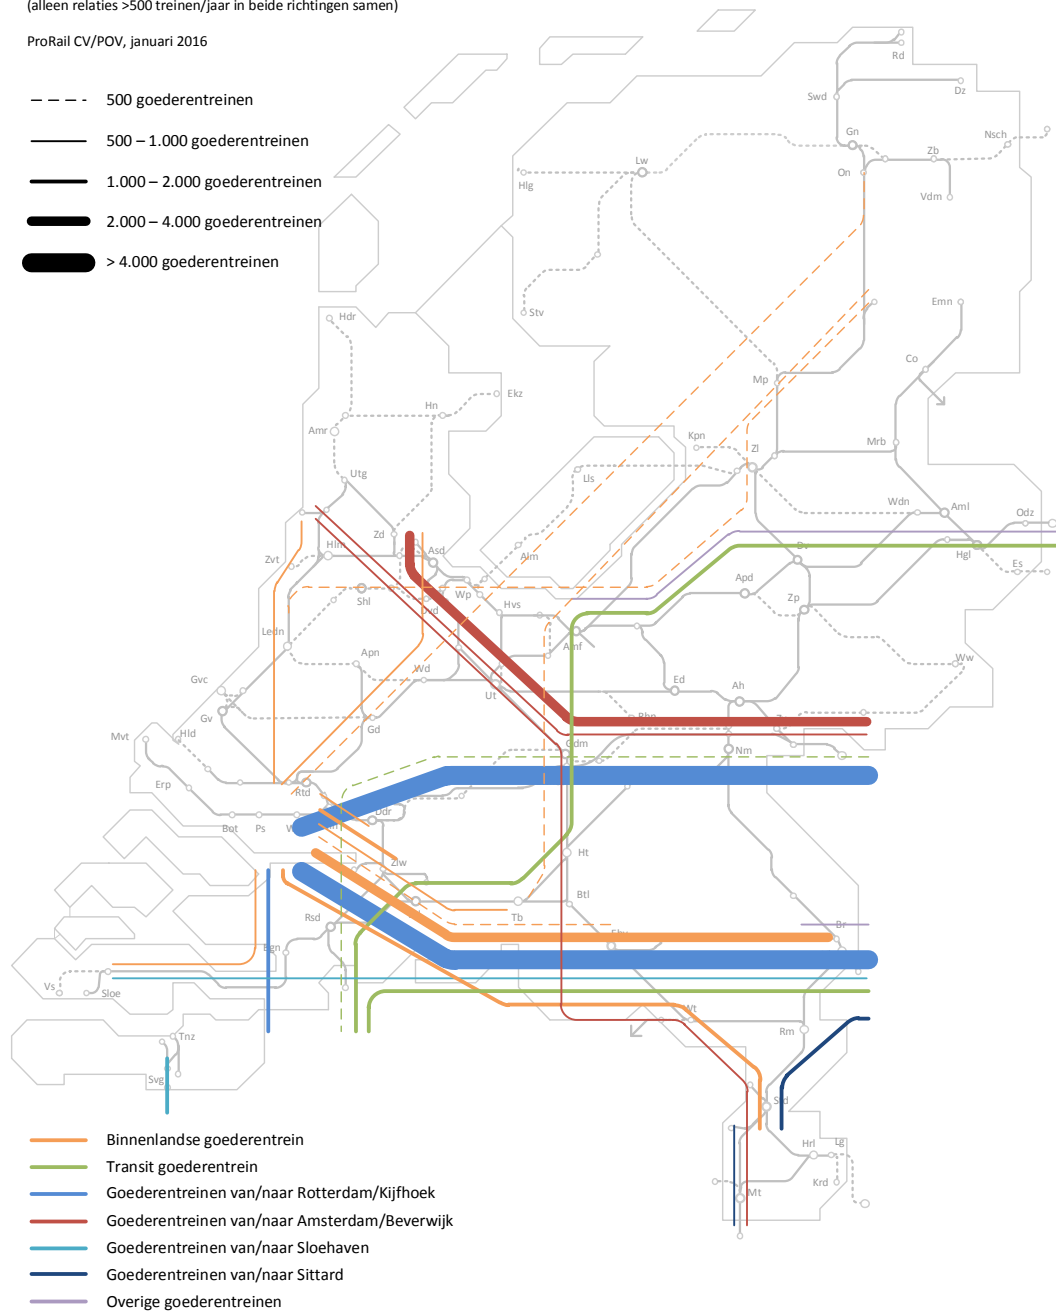 (alleen relaties >500 treinen/jaar in beide richtingen samen)
ProRail CV/POV, januari 2016
500 goederentreinen
500 – 1.000 goederentreinen
1.000 – 2.000 goederentreinen
2.000 – 4.000 goederentreinen
> 4.000 goederentreinen
Rd
Swd
Dz
Gn
Nsch
Zb
Lw
On
Hlg
Vdm
Stv
Emn
Hdr
Co
Mp
Ekz
Hn
Amr
Kpn
Mrb
Zl
Utg
Lls
Wdn
Aml
Odz
Zd
Asd
Hlm
Alm
Hgl
Zvt
Es
Apd
Shl
Wp
Hvs
Zp
Dvd
Ledn
Amf
Apn
Ww
Wd
Gvc
Ed
Ah
Ut
Gv
Gd
Rhn
Mvt
Hld
Gdm
Nm
Erp
Rtd
Ddr
Bot
Ps
Ht
Zlw
Btl
Rsd
Tb
Br
Bgn
Ehv
Vs
Sloe
Wt
Rm
Tnz
Svg
Std
Hrl
Lg
Krd
Mt
Binnenlandse goederentrein
Transit goederentrein
Goederentreinen van/naar Rotterdam/Kijfhoek
Goederentreinen van/naar Amsterdam/Beverwijk
Goederentreinen van/naar Sloehaven
Goederentreinen van/naar Sittard
Overige goederentreinen